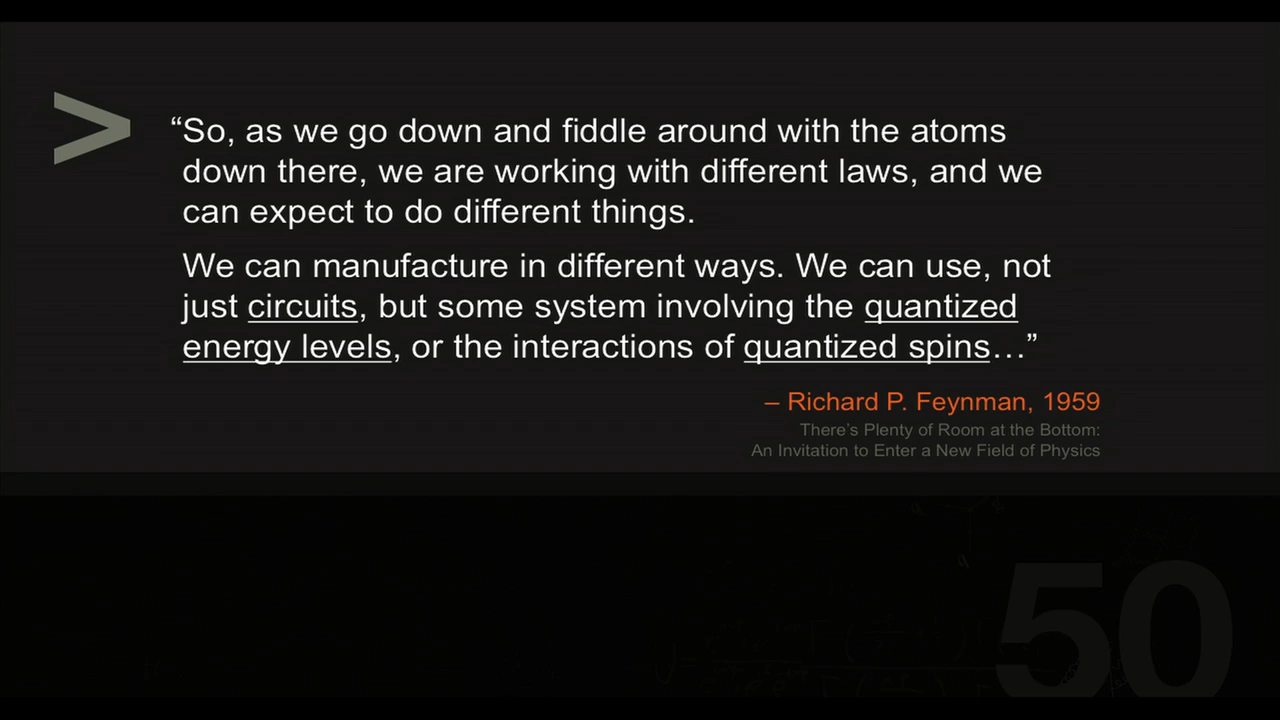 >
“So, as we go down and fiddle around with the atoms
down there, we are working with different laws, and we
can expect to do different things.
We can manufacture in different ways. We can use, not
just circuits, but some system involving the quantized
energy levels, or the interactions of quantized spins…”
– Richard P. Feynman, 1959
There’s Plenty of Room at the Bottom:
An Invitation to Enter a New Field of Physics
50